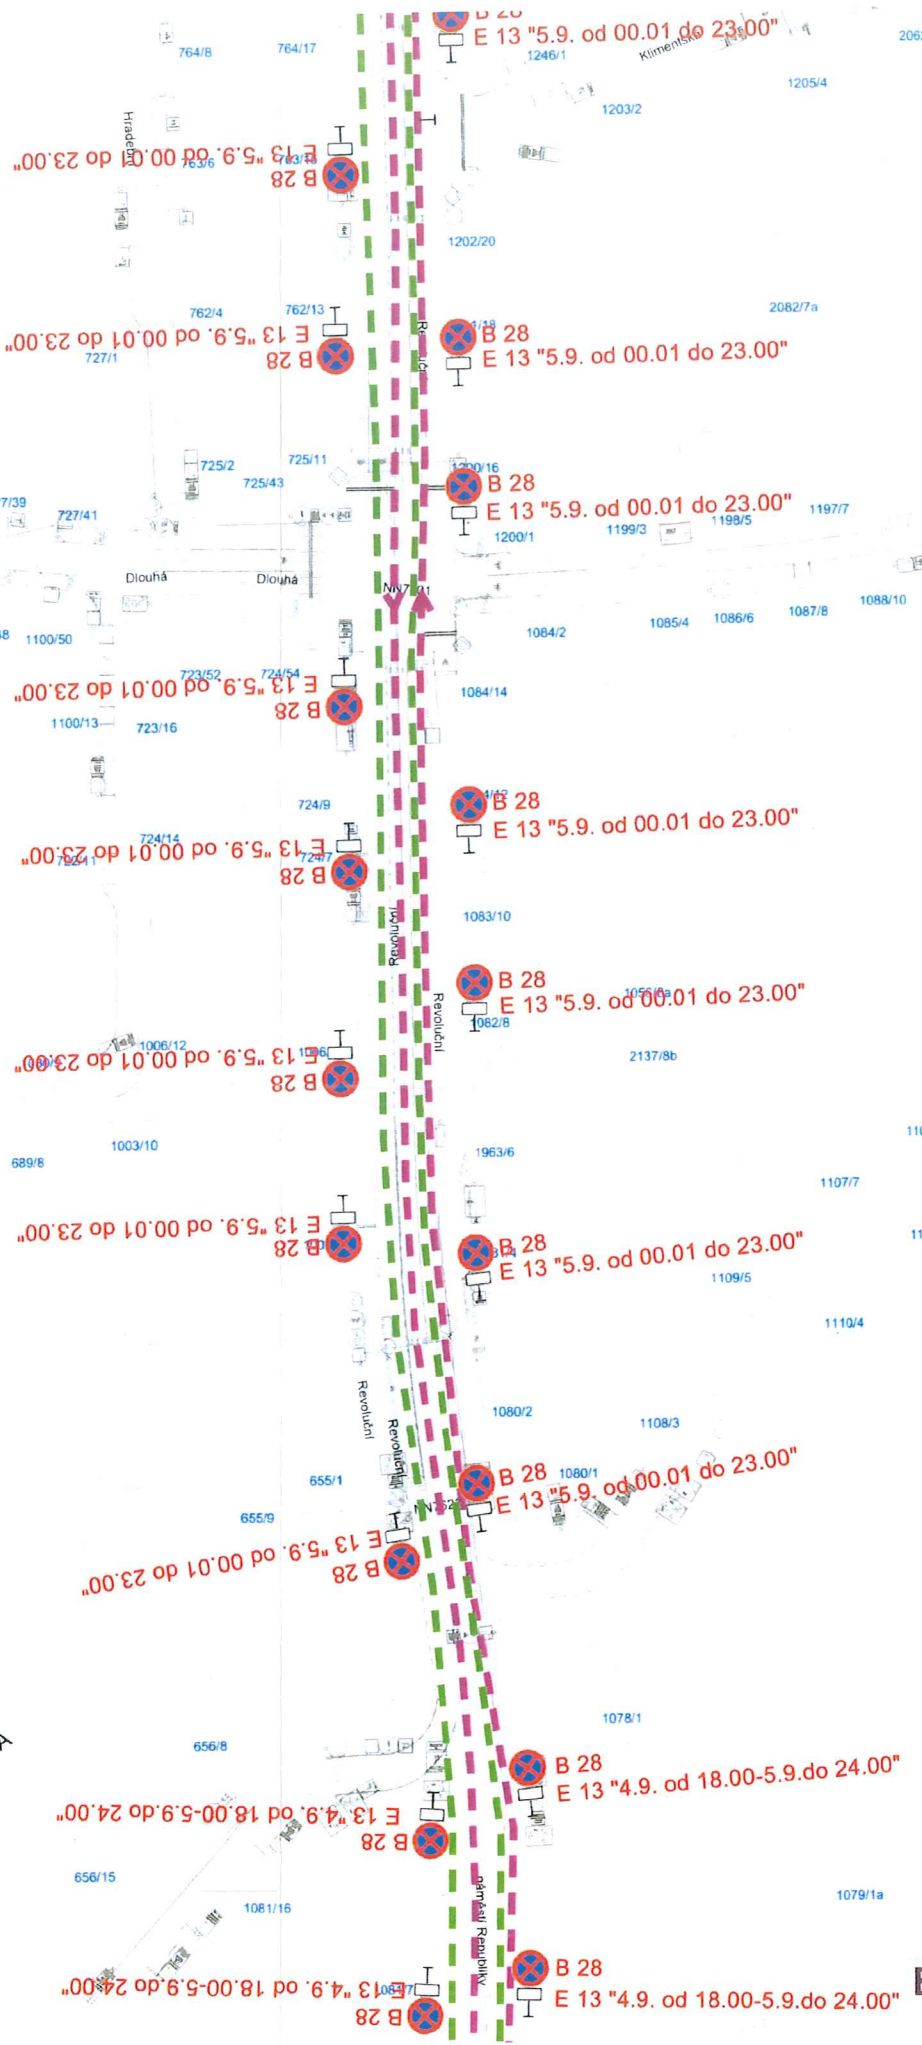 E 13 "5.9. od 00.01 do 23.00"
764/8
764/17
1246/1
Klimentská
1205/4
1203/2
Hradební
763/6
E 13 "5.9. od 00.01 do 23.00"
B 28
1202/20
762/4
762/13
2082/7a
E 13 "5.9. od 00.01 do 23.00"
B 28
727/1
B 28
E 13 "5.9. od 00.01 do 23.00"
725/2
725/11
725/43
1200/16
B 28
E 13 "5.9. od 00.01 do 23.00"
727/41
1200/1
1199/3
1198/5
1197/7
Dlouhá
Dlouhá
1100/50
1084/2
1085/4
1086/6
1087/8
1088/10
723/52
724/54
E 13 "5.9. od 00.01 do 23.00"
B 28
1084/14
1100/13
723/16
724/9
B 28
E 13 "5.9. od 00.01 do 23.00"
724/14
724/7
E 13 "5.9. od 00.01 do 23.00"
B 28
1083/10
Revoluční
B 28
E 13 "5.9. od 00.01 do 23.00"
1082/8
Revoluční
1006/12
E 13 "5.9. od 00.01 do 23.00"
B 28
2137/8b
1003/10
689/8
1963/6
1107/7
E 13 "5.9. od 00.01 do 23.00"
B 28
B 28
E 13 "5.9. od 00.01 do 23.00"
1109/5
1110/4
Revoluční
Revoluční
1080/2
1108/3
655/1
655/9
B 28
1080/1
E 13 "5.9. od 00.01 do 23.00"
E 13 "5.9. od 00.01 do 23.00"
B 28
656/8
1078/1
B 28
E 13 "4.9. od 18.00-5.9.do 24.00"
E 13 "4.9. od 18.00-5.9.do 24.00"
B 28
656/15
1081/16
1079/1a
náměstí Republiky
B 28
E 13 "4.9. od 18.00-5.9.do 24.00"
E 13 "4.9. od 18.00-5.9.do 24.00"
B 28